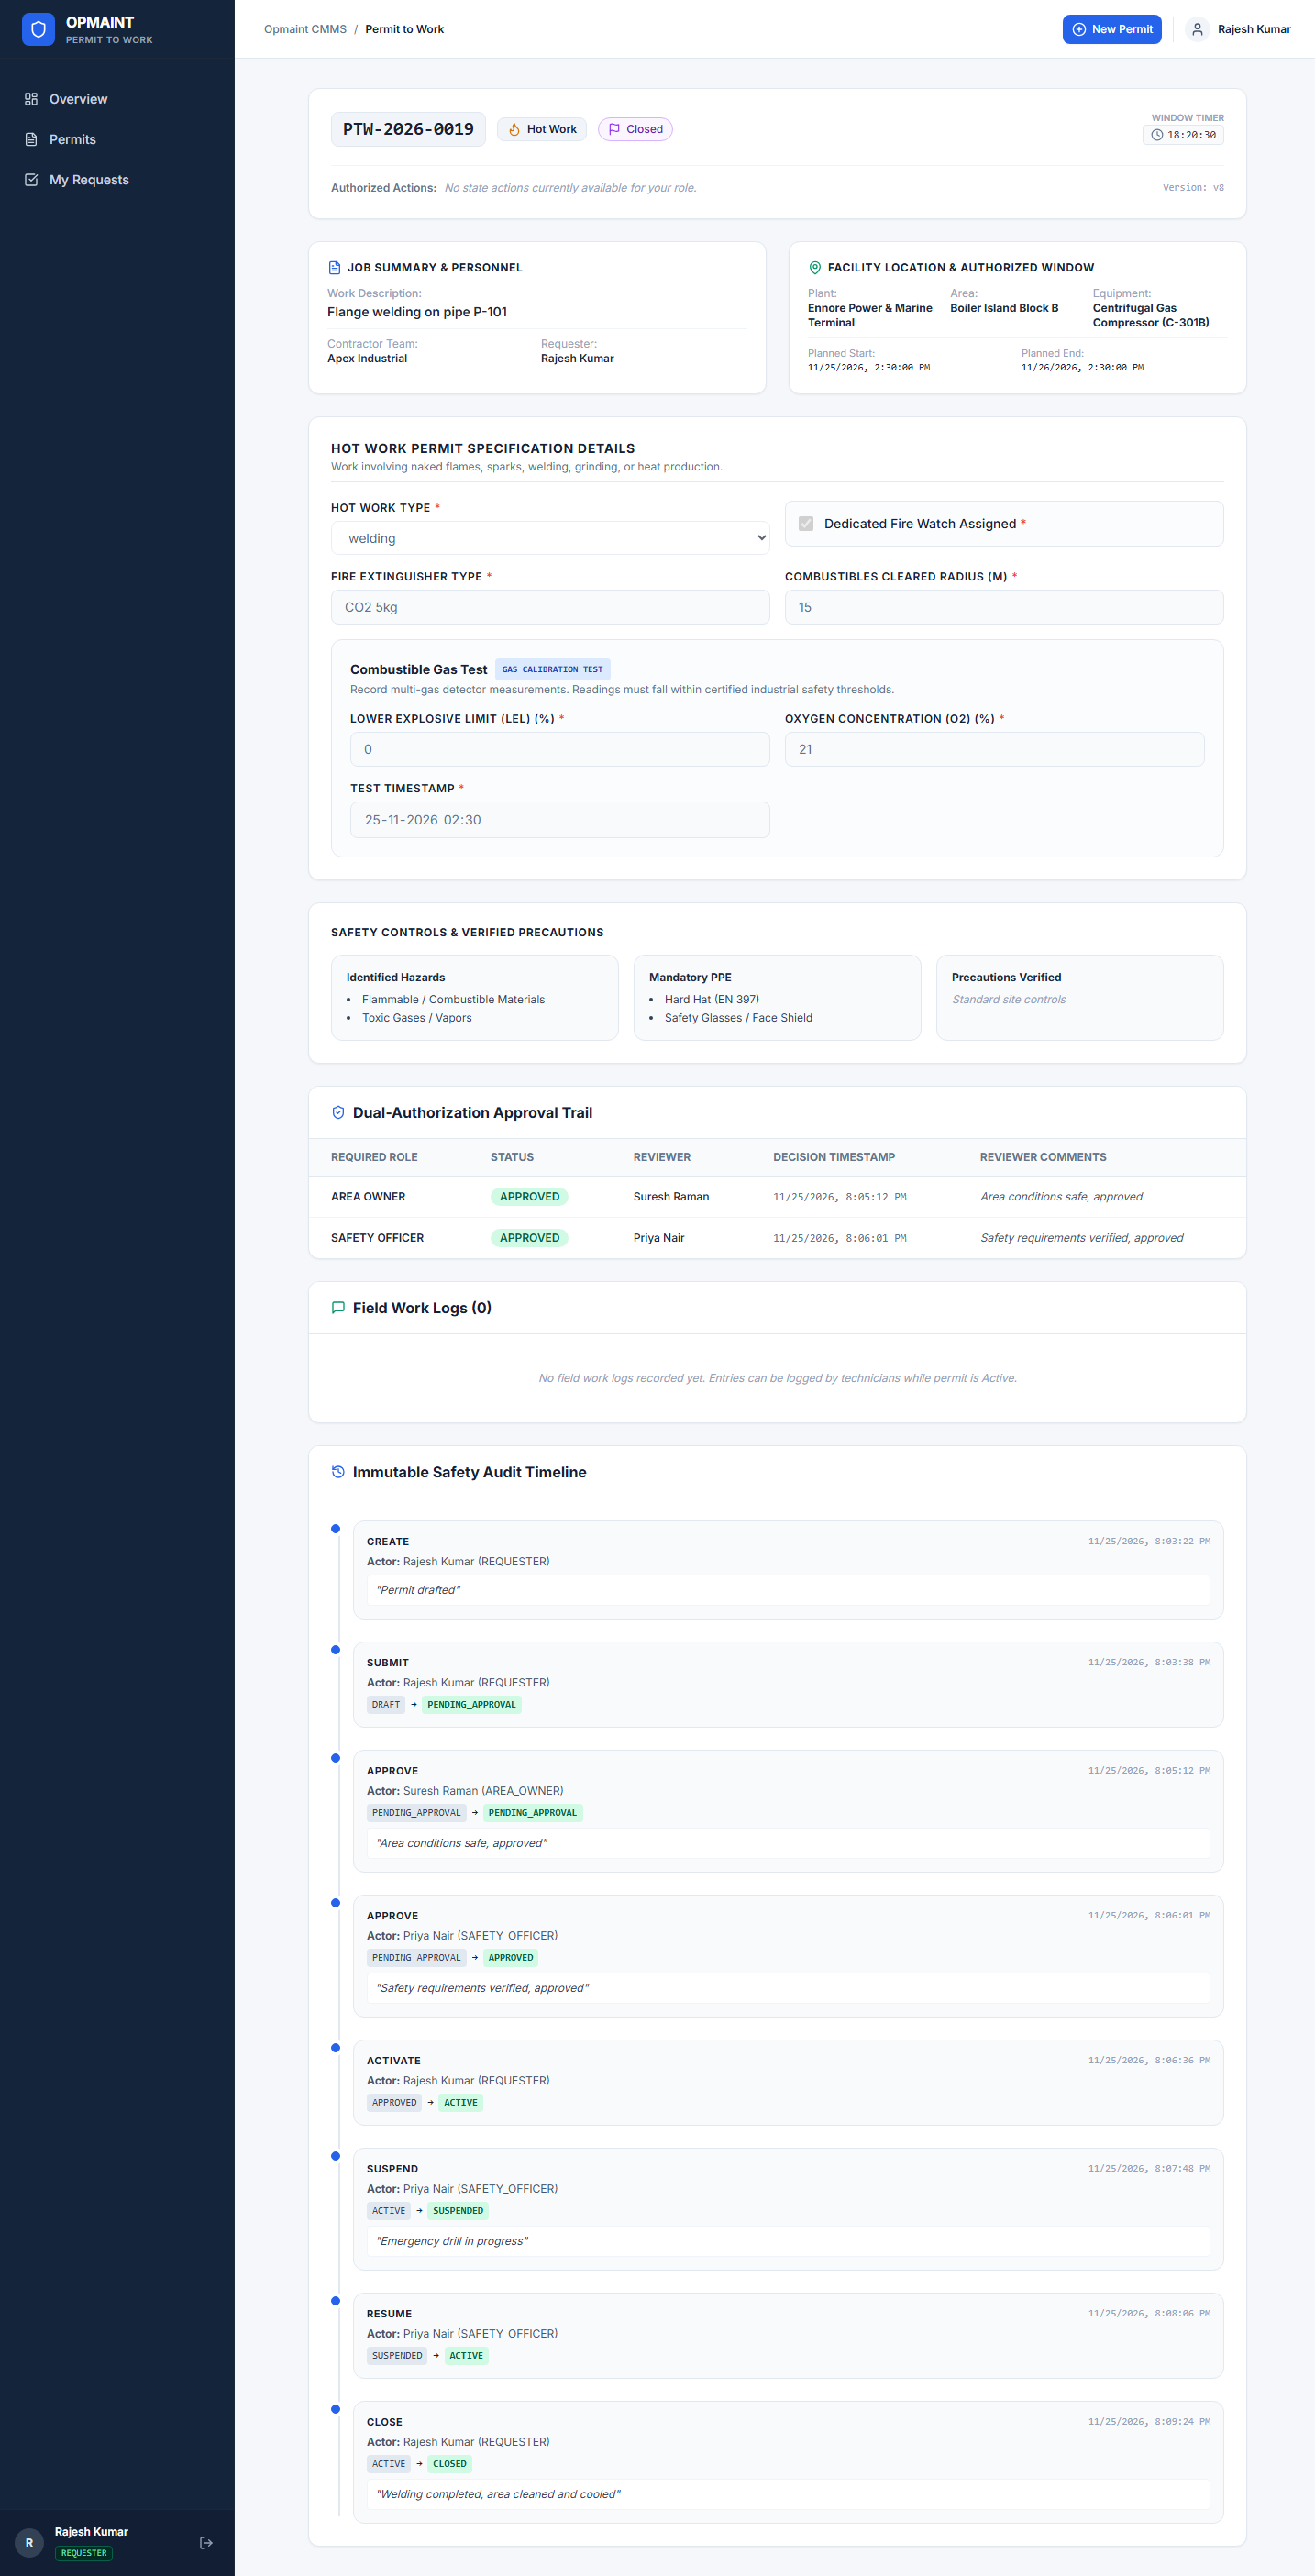 OPMAINT
PERMIT TO WORK
Overview
Permits
My Requests
Opmaint CMMS / Permit to Work
New Permit
Rajesh Kumar
PTW-2026-0019
Hot Work
Closed
WINDOW TIMER
18:20:30
Authorized Actions: No state actions currently available for your role.
Version: v8
JOB SUMMARY & PERSONNEL
Work Description:
Flange welding on pipe P-101
Contractor Team:
Apex Industrial
Requester:
Rajesh Kumar
FACILITY LOCATION & AUTHORIZED WINDOW
Plant:
Ennore Power & Marine
Terminal
Area:
Boiler Island Block B
Equipment:
Centrifugal Gas
Compressor (C-301B)
Planned Start:
11/25/2026, 2:30:00 PM
Planned End:
11/26/2026, 2:30:00 PM
HOT WORK PERMIT SPECIFICATION DETAILS
Work involving naked flames, sparks, welding, grinding, or heat production.
HOT WORK TYPE *
welding
Dedicated Fire Watch Assigned *
FIRE EXTINGUISHER TYPE *
CO2 5kg
COMBUSTIBLES CLEARED RADIUS (M) *
15
Combustible Gas Test
GAS CALIBRATION TEST
Record multi-gas detector measurements. Readings must fall within certified industrial safety thresholds.
LOWER EXPLOSIVE LIMIT (LEL) (%) *
0
OXYGEN CONCENTRATION (O2) (%) *
21
TEST TIMESTAMP *
25-11-2026 02:30
SAFETY CONTROLS & VERIFIED PRECAUTIONS
Identified Hazards
• Flammable / Combustible Materials
• Toxic Gases / Vapors
Mandatory PPE
• Hard Hat (EN 397)
• Safety Glasses / Face Shield
Precautions Verified
Standard site controls
Dual-Authorization Approval Trail
REQUIRED ROLE STATUS REVIEWER DECISION TIMESTAMP REVIEWER COMMENTS
AREA OWNER APPROVED Suresh Raman 11/25/2026, 8:05:12 PM Area conditions safe, approved
SAFETY OFFICER APPROVED Priya Nair 11/25/2026, 8:06:01 PM Safety requirements verified, approved
Field Work Logs (0)
No field work logs recorded yet. Entries can be logged by technicians while permit is Active.
Immutable Safety Audit Timeline
CREATE 11/25/2026, 8:03:22 PM
Actor: Rajesh Kumar (REQUESTER)
"Permit drafted"
SUBMIT 11/25/2026, 8:03:38 PM
Actor: Rajesh Kumar (REQUESTER)
DRAFT → PENDING_APPROVAL
APPROVE 11/25/2026, 8:05:12 PM
Actor: Suresh Raman (AREA_OWNER)
PENDING_APPROVAL → PENDING_APPROVAL
"Area conditions safe, approved"
APPROVE 11/25/2026, 8:06:01 PM
Actor: Priya Nair (SAFETY_OFFICER)
PENDING_APPROVAL → APPROVED
"Safety requirements verified, approved"
ACTIVATE 11/25/2026, 8:06:36 PM
Actor: Rajesh Kumar (REQUESTER)
APPROVED → ACTIVE
SUSPEND 11/25/2026, 8:07:48 PM
Actor: Priya Nair (SAFETY_OFFICER)
ACTIVE → SUSPENDED
"Emergency drill in progress"
RESUME 11/25/2026, 8:08:06 PM
Actor: Priya Nair (SAFETY_OFFICER)
SUSPENDED → ACTIVE
CLOSE 11/25/2026, 8:09:24 PM
Actor: Rajesh Kumar (REQUESTER)
ACTIVE → CLOSED
"Welding completed, area cleaned and cooled"
R
Rajesh Kumar
REQUESTER